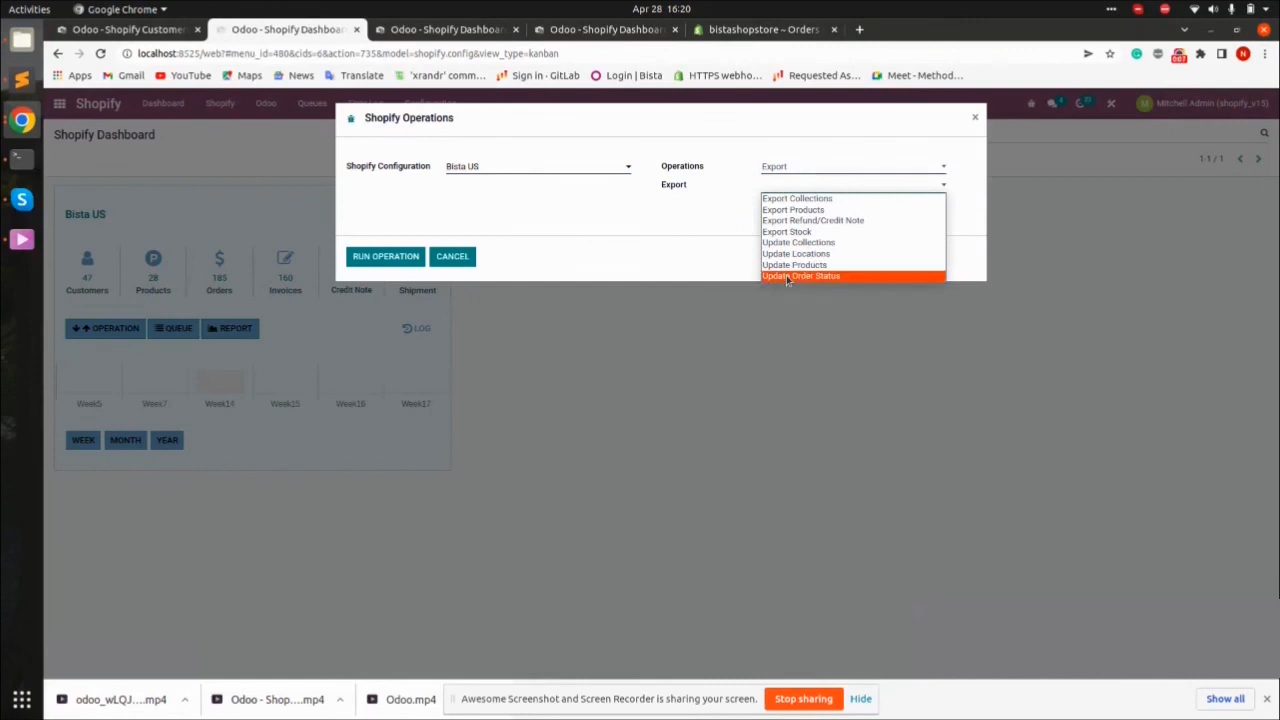 Activities
Google Chrome
Apr 28 16:20
Odoo - Shopify Customer
Odoo - Shopify Dashboa
Odoo - Shopify Dashboar
Odoo - Shopify Dashboar
bistashopstore ~ Orders
localhost:8525/web?#menu_id=480&cids=6&action=735&model=shopify.config&view_type=kanban
N
Apps
Gmail
YouTube
Maps
News
Translate
'xrandr' comm…
Sign in · GitLab
Login | Bista
HTTPS webho…
Requested As…
Meet - Method…
Shopify
Dashboard
Shopify
Odoo
Queues
Mitchell Admin (shopify_v15)
Shopify Dashboard
1-1 / 1
Shopify Operations
Shopify Configuration
Bista US
Operations
Export
Export
Export Collections
Export Products
Export Refund/Credit Note
Export Stock
Update Collections
Update Locations
Update Products
Update Order Status
RUN OPERATION
CANCEL
Bista US
47
28
185
160
Customers
Products
Orders
Invoices
Credit Note
Shipment
OPERATION
QUEUE
REPORT
LOG
Week5
Week7
Week14
Week15
Week16
Week17
WEEK
MONTH
YEAR
odoo_wLQJ....mp4
Odoo - Shop....mp4
Odoo.mp4
Awesome Screenshot and Screen Recorder is sharing your screen.
Stop sharing
Hide
Show all